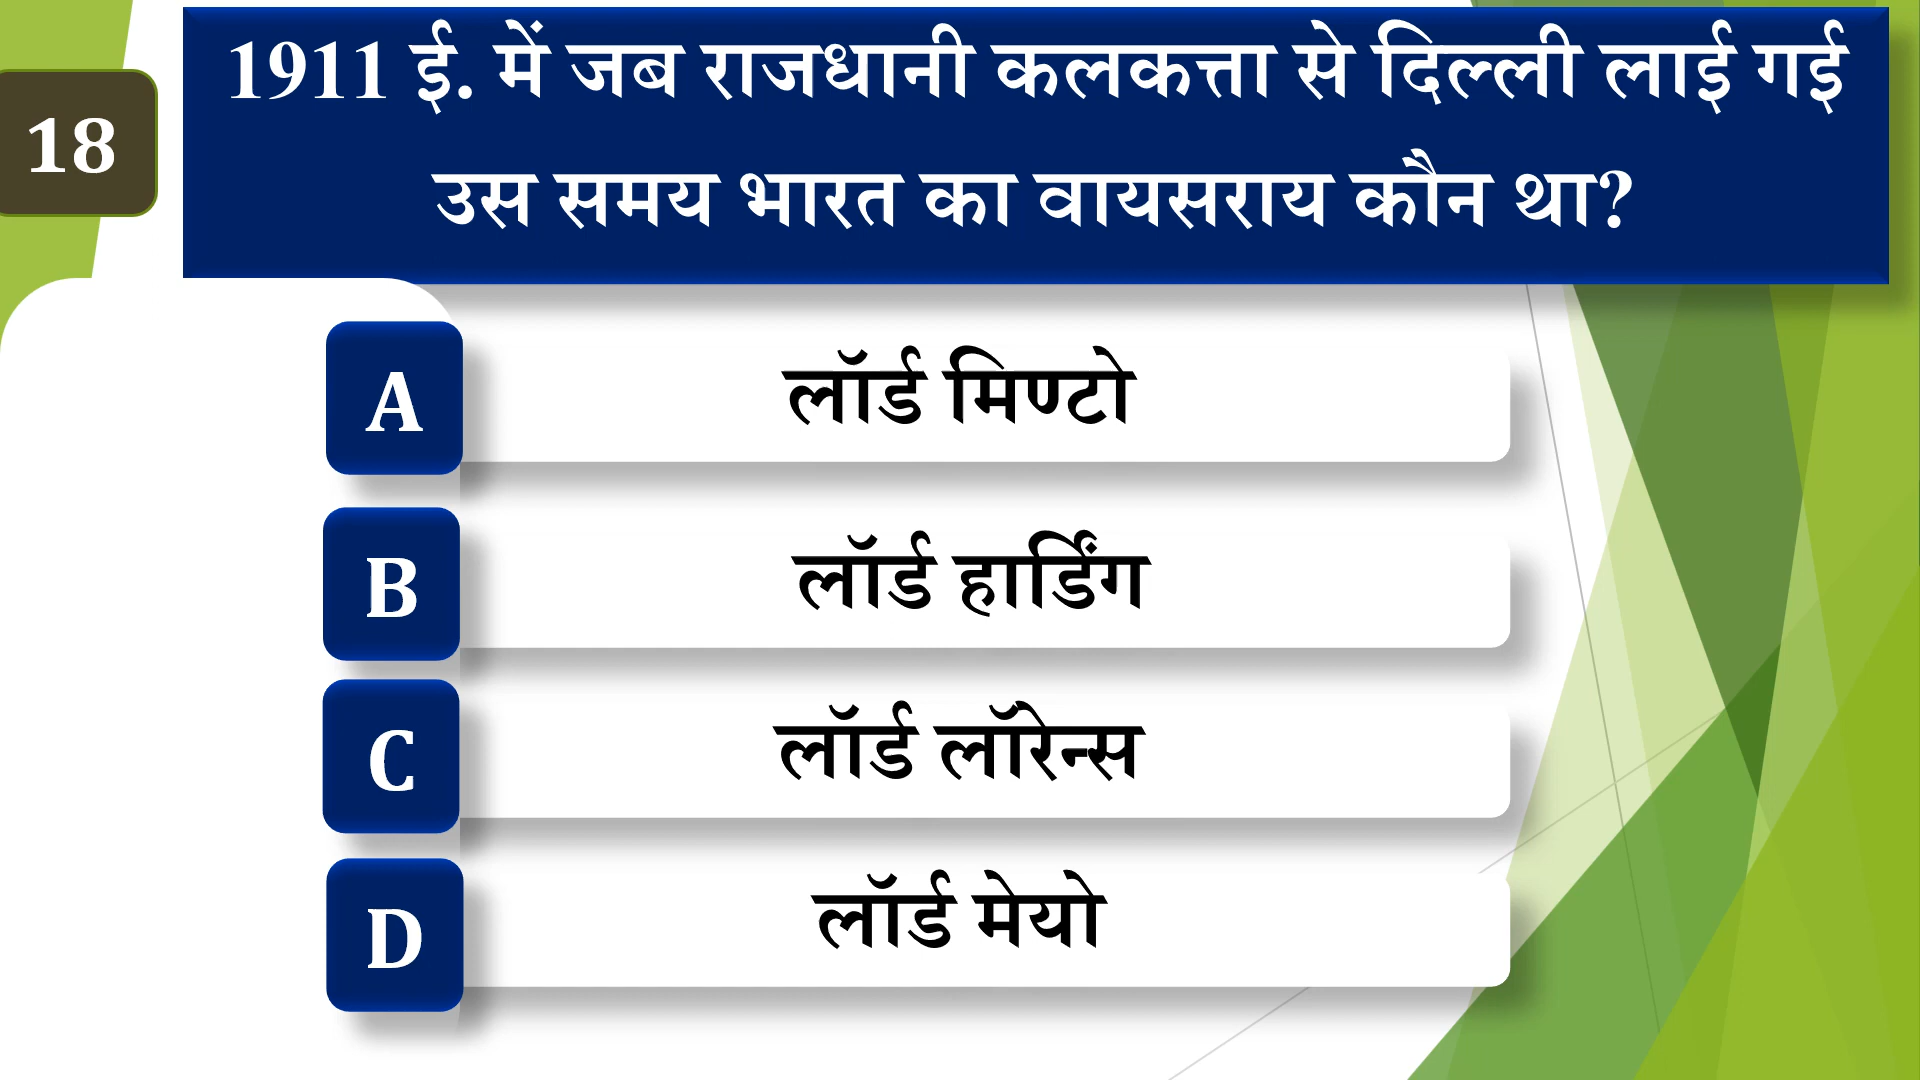 18
1911 ई. में जब राजधानी कलकत्ता से दिल्ली लाई गई
उस समय भारत का वायसराय कौन था?
A लॉर्ड मिण्टो
B लॉर्ड हार्डिंग
C लॉर्ड लॉरेन्स
D लॉर्ड मेयो